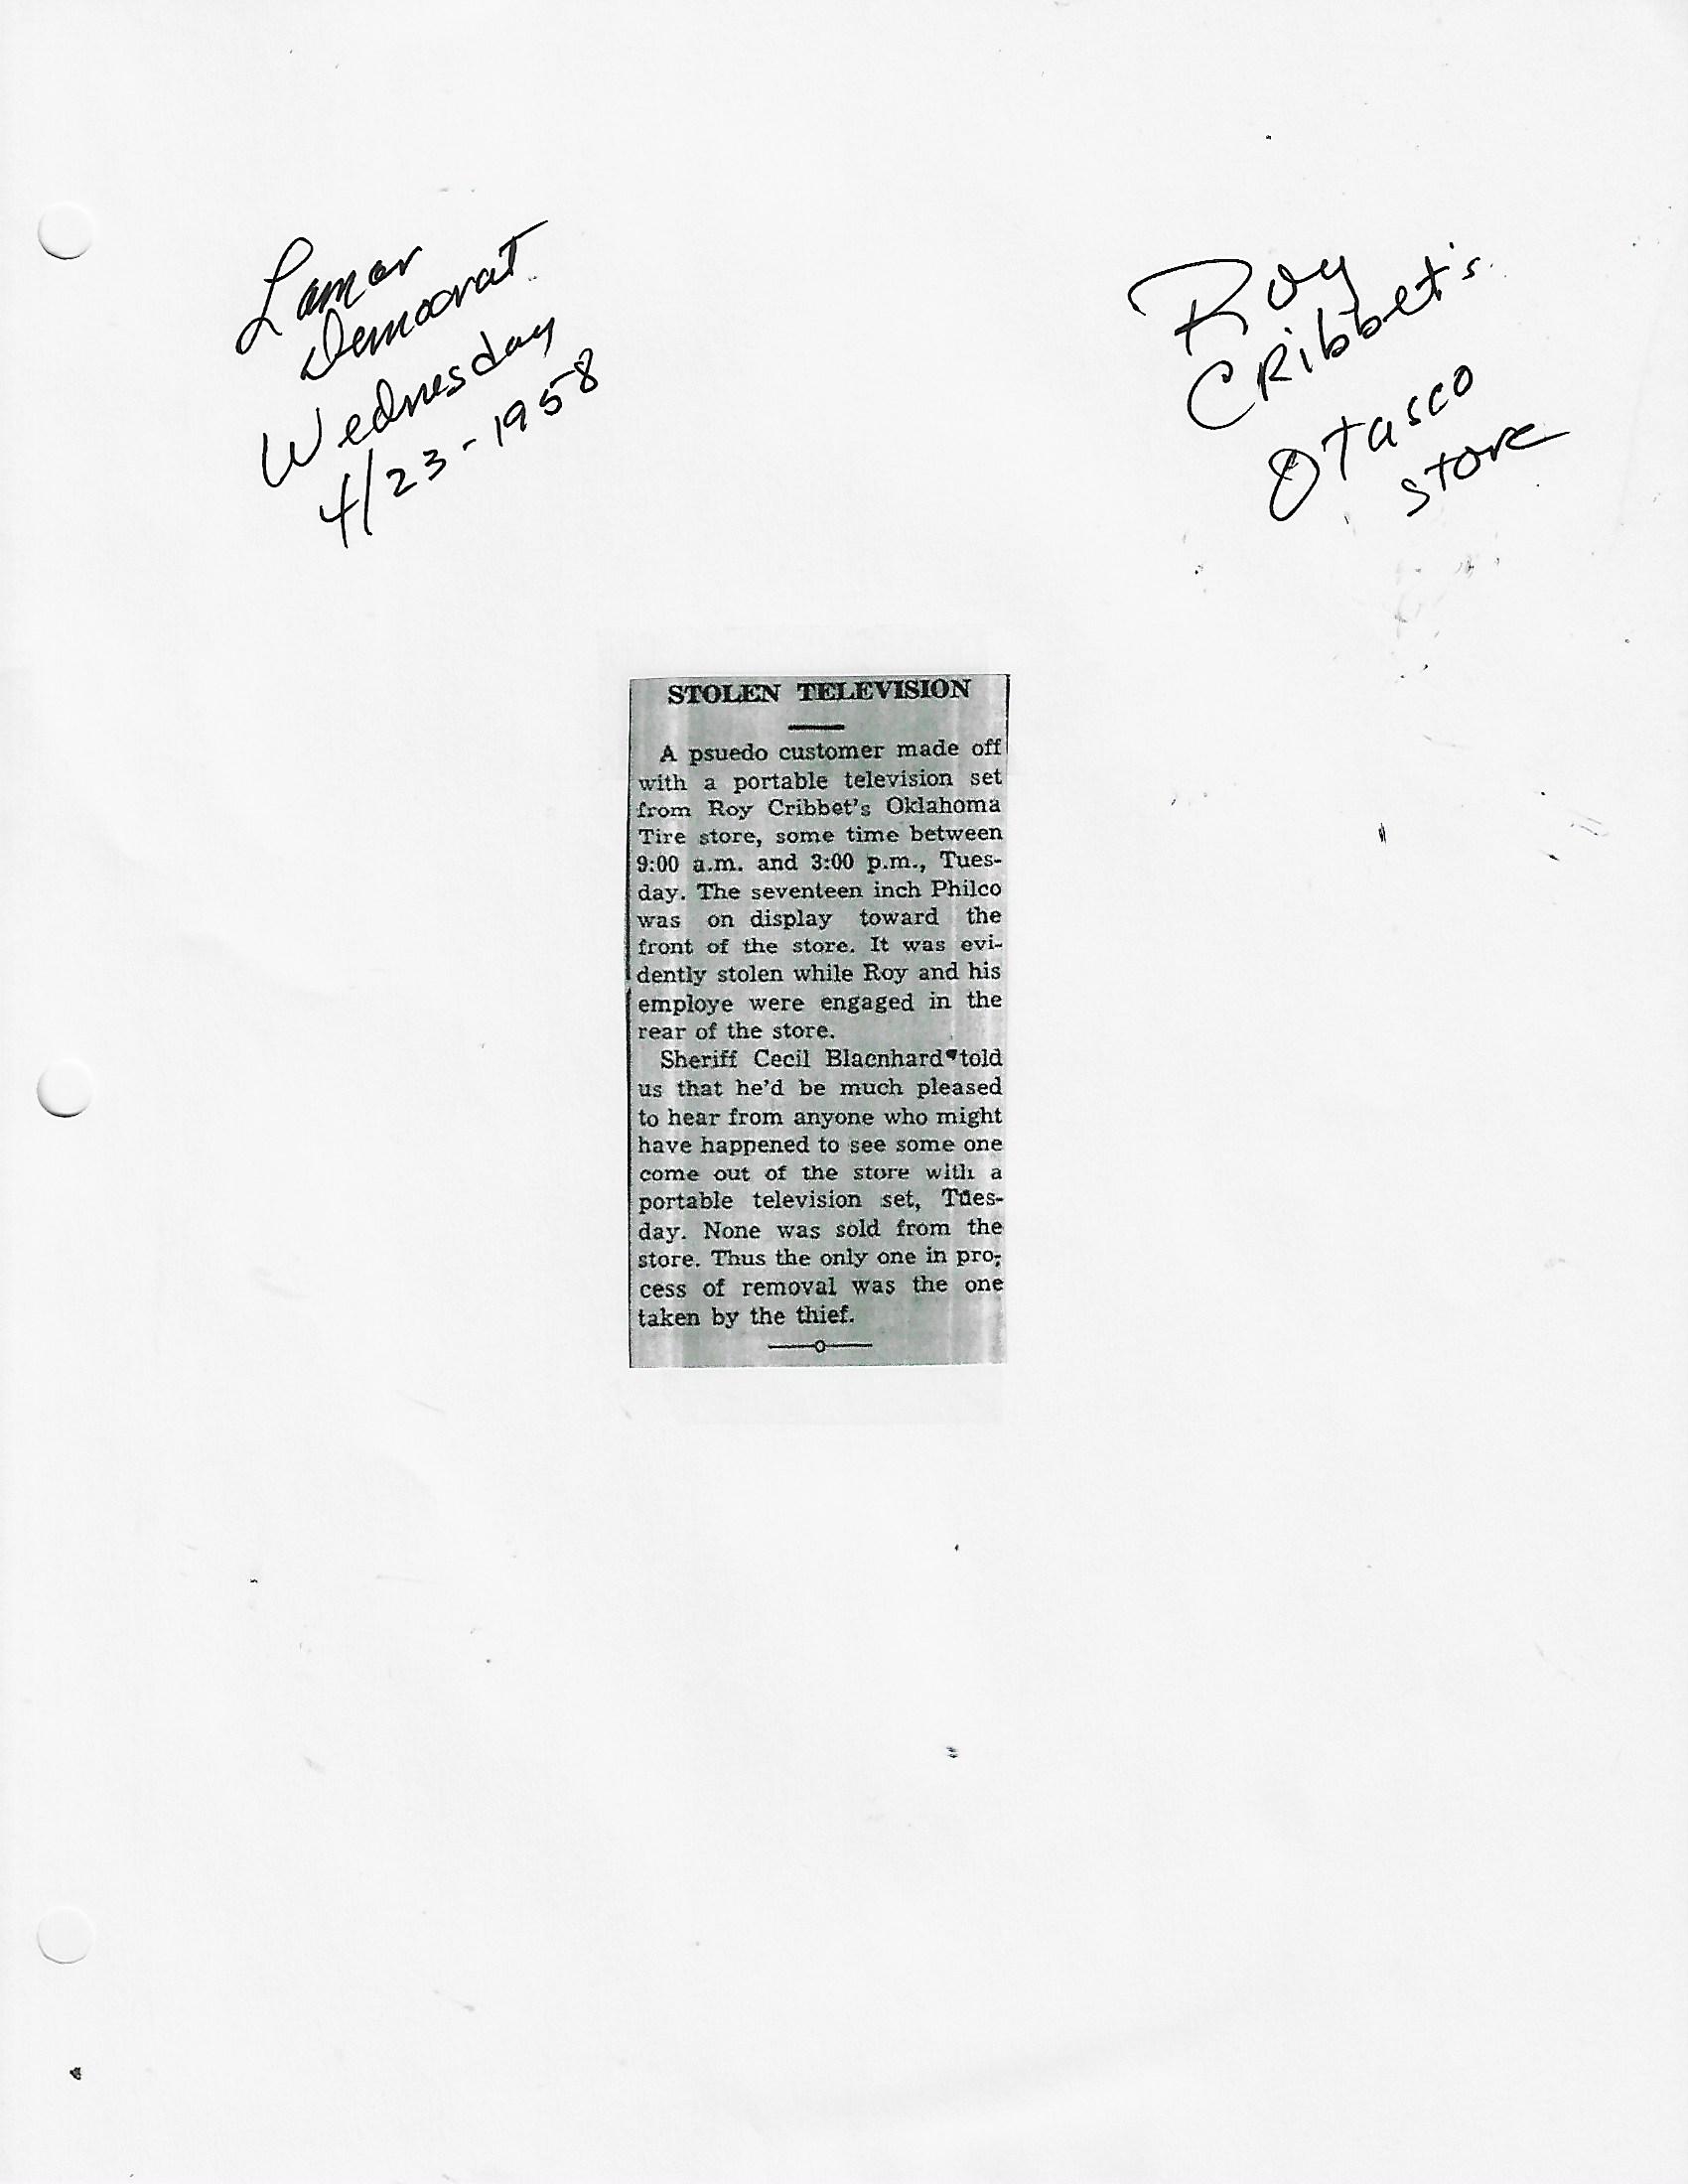 Lamar
Democrat
Wednesday
4/23-1958
Roy
Cribbet's
Otasco
Store
STOLEN TELEVISION
A psuedo customer made off
with a portable television set
from Roy Cribbet's Oklahoma
Tire store, some time between
9:00 a.m. and 3:00 p.m., Tues-
day. The seventeen inch Philco
was on display toward the
front of the store. It was evi-
dently stolen while Roy and his
employe were engaged in the
rear of the store.
Sheriff Cecil Blacnhard told
us that he'd be much pleased
to hear from anyone who might
have happened to see some one
come out of the store with a
portable television set, Tues-
day. None was sold from the
store. Thus the only one in pro-
cess of removal was the one
taken by the thief.